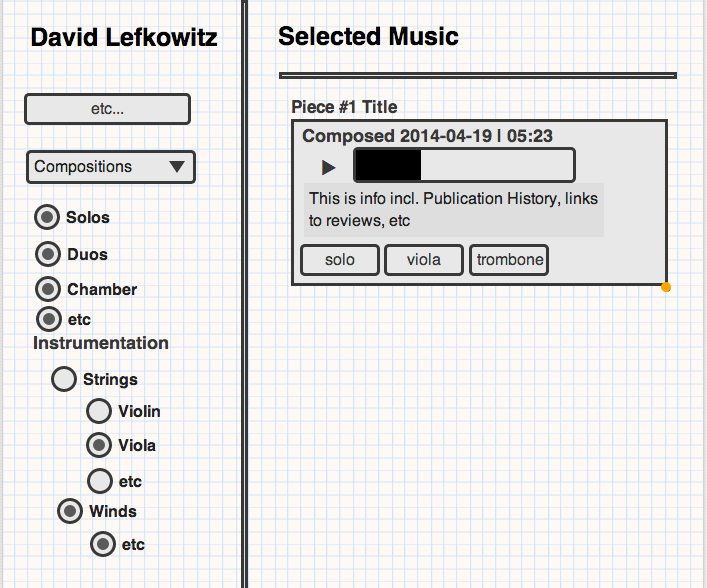 David Lefkowitz
etc...
Compositions
Solos
Duos
Chamber
etc
Instrumentation
Strings
Violin
Viola
etc
Winds
etc
Selected Music
Piece #1 Title
Composed 2014-04-19 | 05:23
This is info incl. Publication History, links
to reviews, etc
solo viola trombone